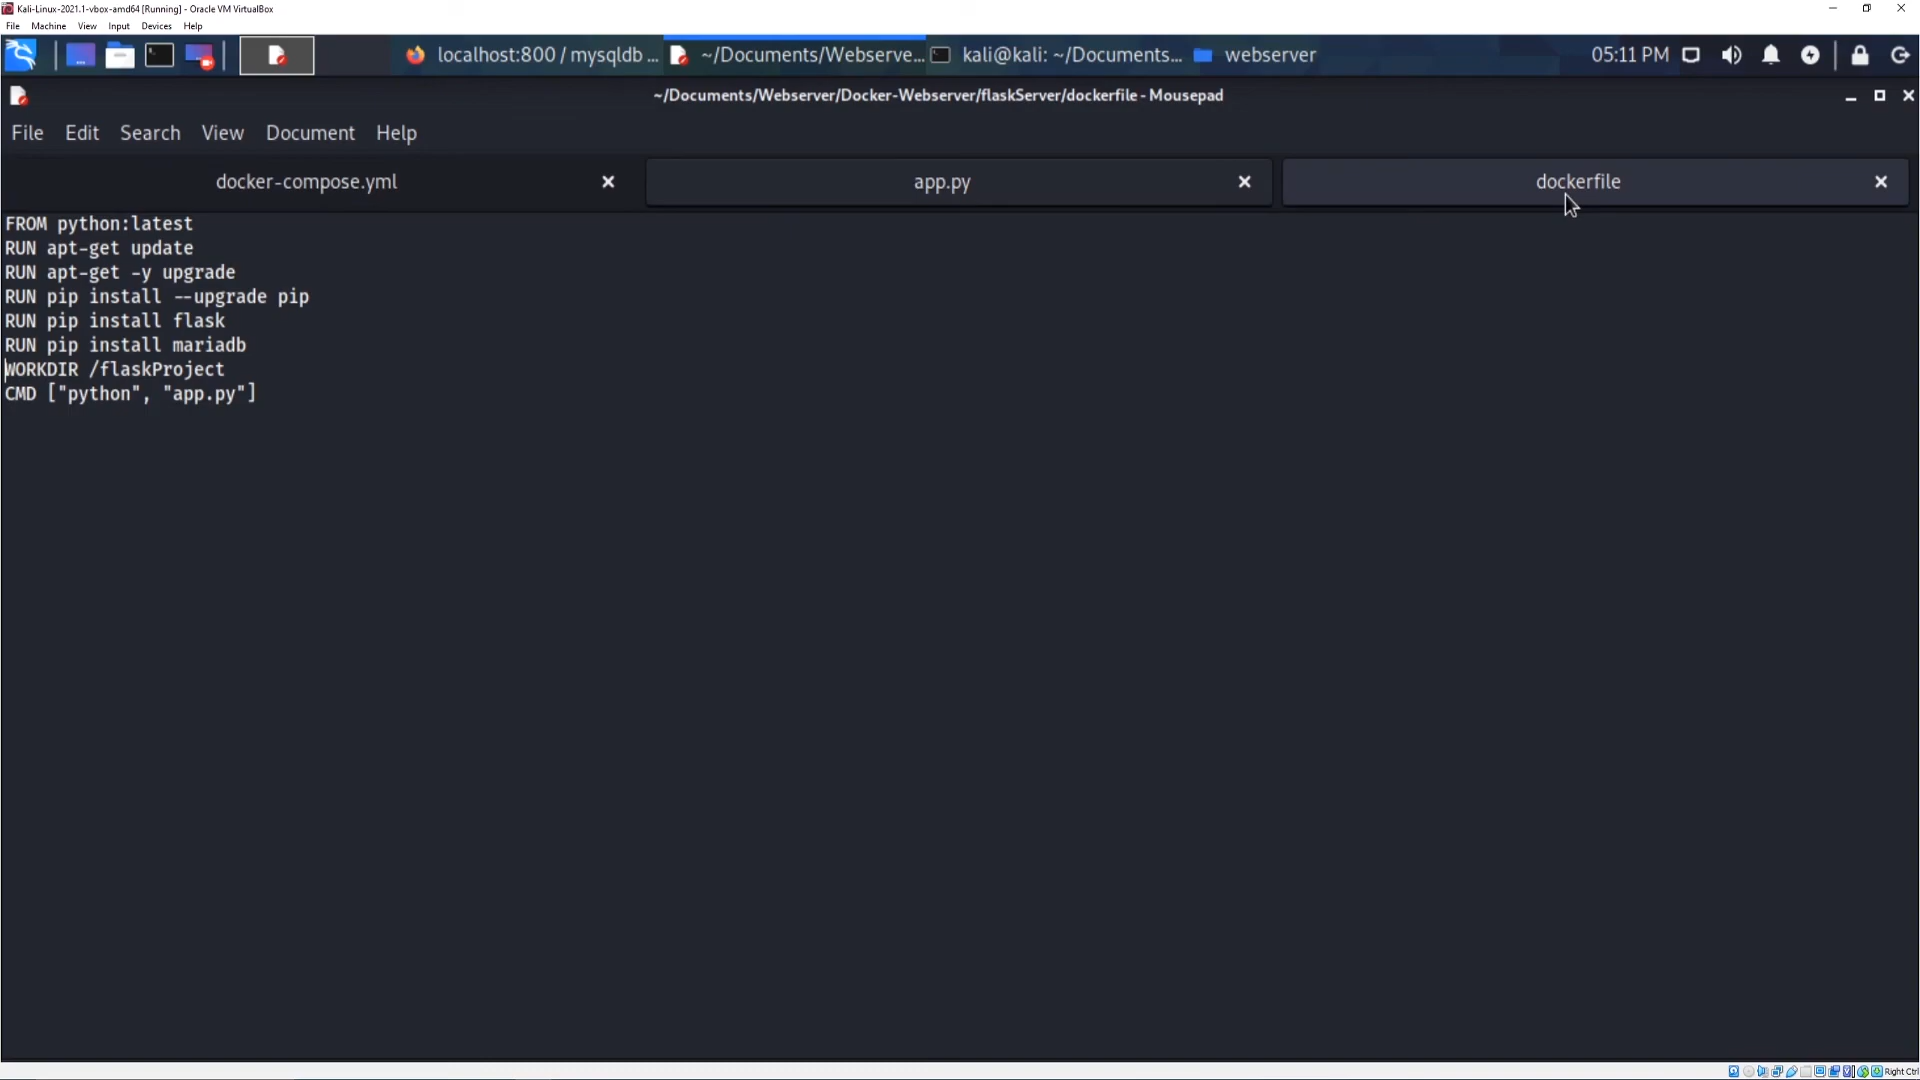 Kali-Linux-2021.1-vbox-amd64 [Running] - Oracle VM VirtualBox
File Machine View Input Devices Help
localhost:800 / mysqldb ... ~/Documents/Webserve... kali@kali: ~/Documents... webserver 05:11 PM
~/Documents/Webserver/Docker-Webserver/flaskServer/dockerfile - Mousepad
File Edit Search View Document Help
docker-compose.yml app.py dockerfile
FROM python:latest
RUN apt-get update
RUN apt-get -y upgrade
RUN pip install --upgrade pip
RUN pip install flask
RUN pip install mariadb
WORKDIR /flaskProject
CMD ["python", "app.py"]
Right Ctrl